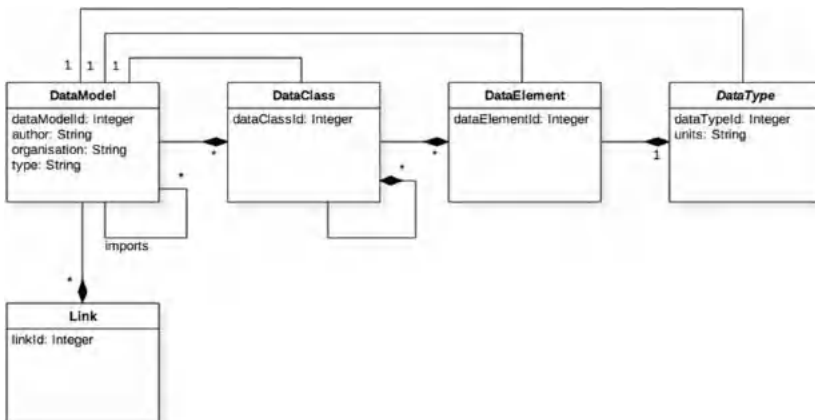 1 1 1
DataModel
dataModelId: Integer
author: String
organisation: String
type: String
*
imports
*
DataClass
dataClassId: Integer
*
*
DataElement
dataElementId: Integer
*
DataType
dataTypeId: Integer
units: String
1
*
Link
linkId: Integer